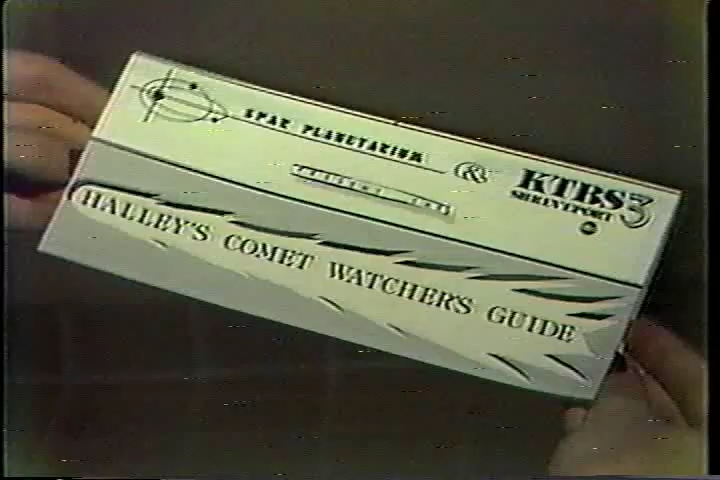 SPAR PLANETARIUM & KTBS 3
SHREVEPORT
HALLEY'S COMET WATCHER'S GUIDE